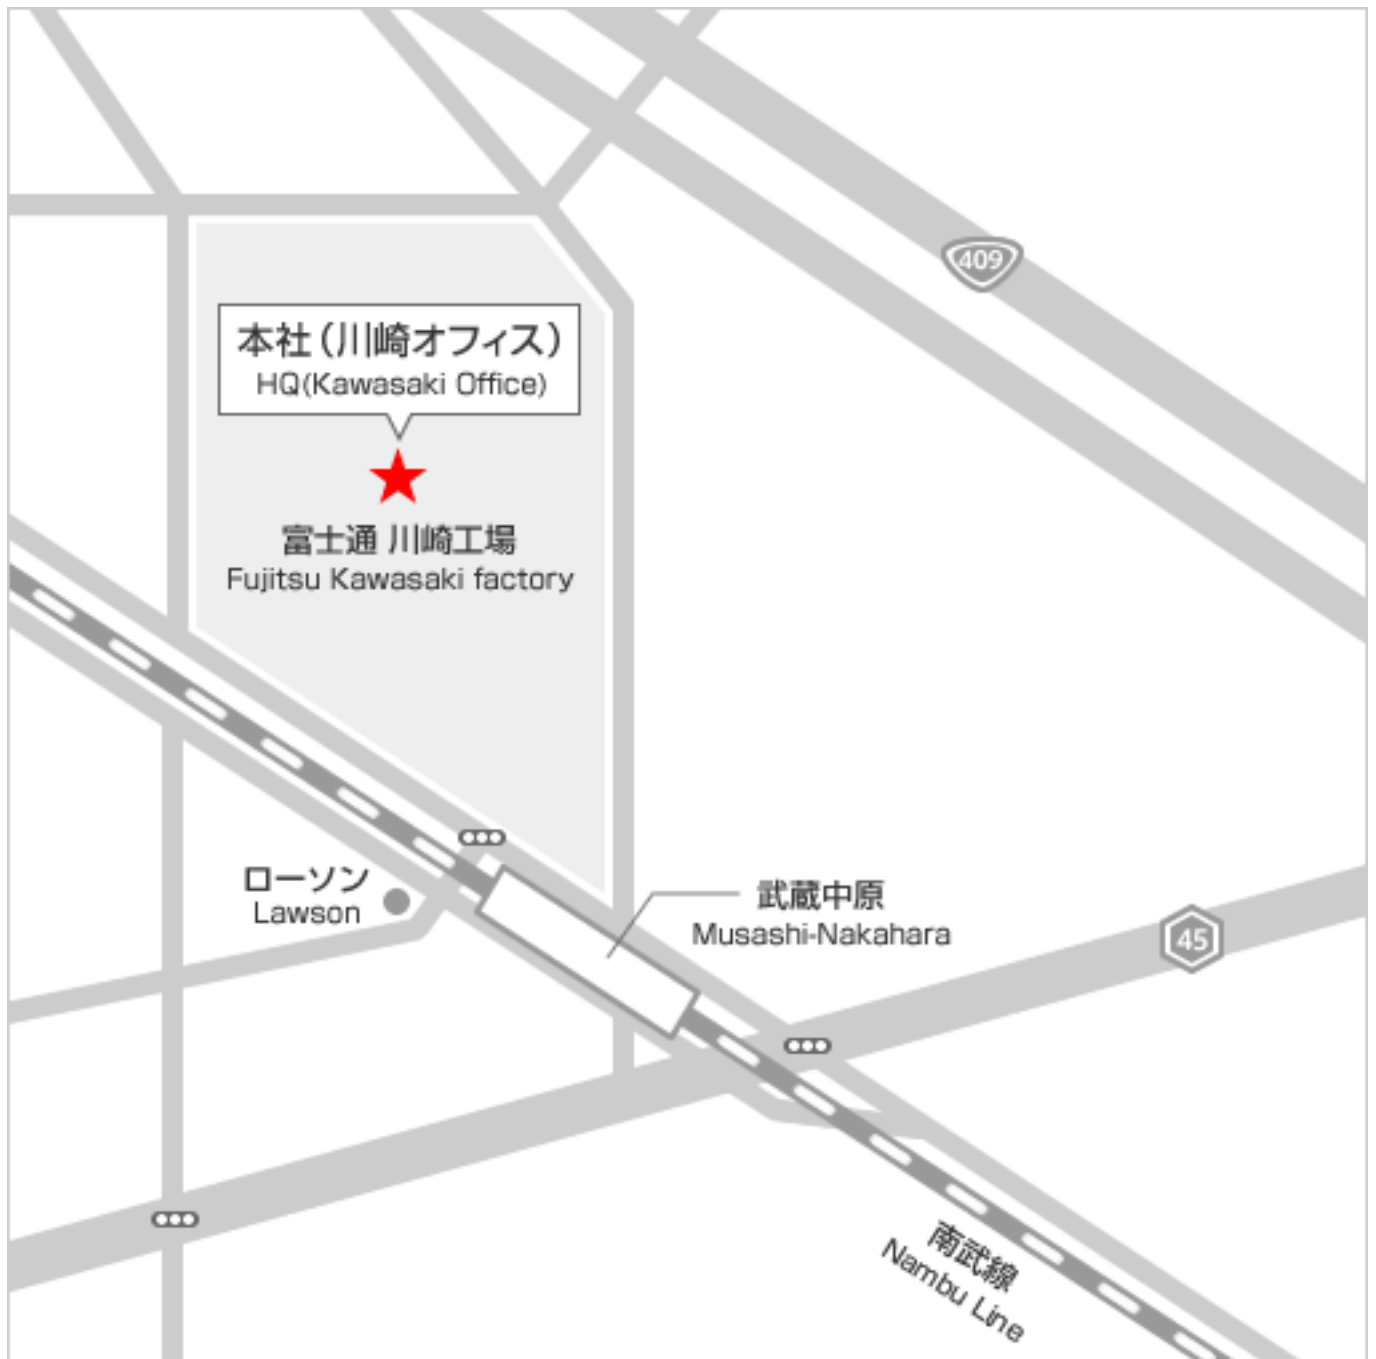 409
本社（川崎オフィス）
HQ(Kawasaki Office)
富士通 川崎工場
Fujitsu Kawasaki factory
ローソン
Lawson
武蔵中原
Musashi-Nakahara
45
南武線
Nambu Line